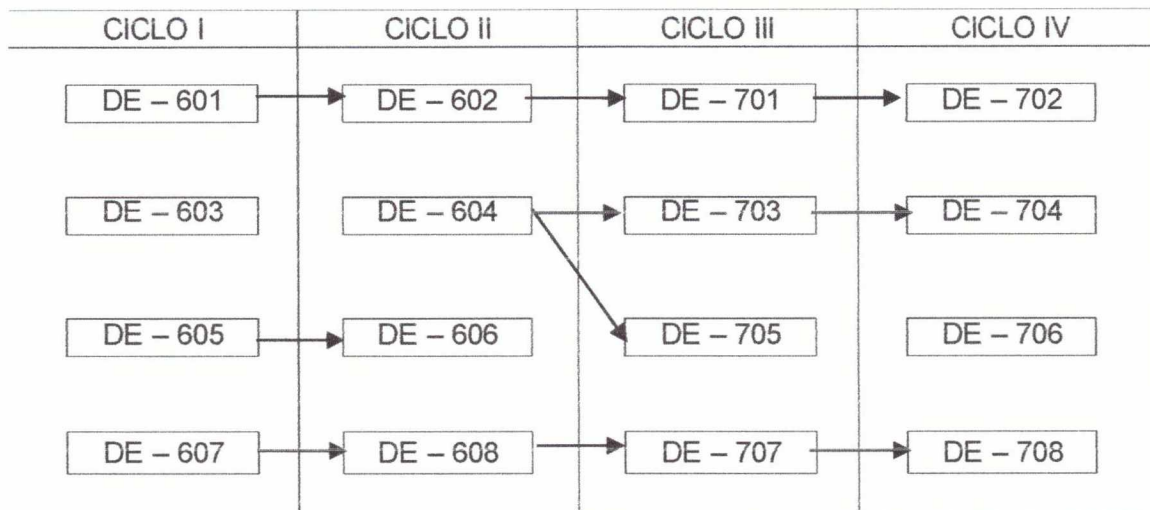 CICLO I CICLO II CICLO III CICLO IV
DE – 601 DE – 602 DE – 701 DE – 702
DE – 603 DE – 604 DE – 703 DE – 704
DE – 605 DE – 606 DE – 705 DE – 706
DE – 607 DE – 608 DE – 707 DE – 708